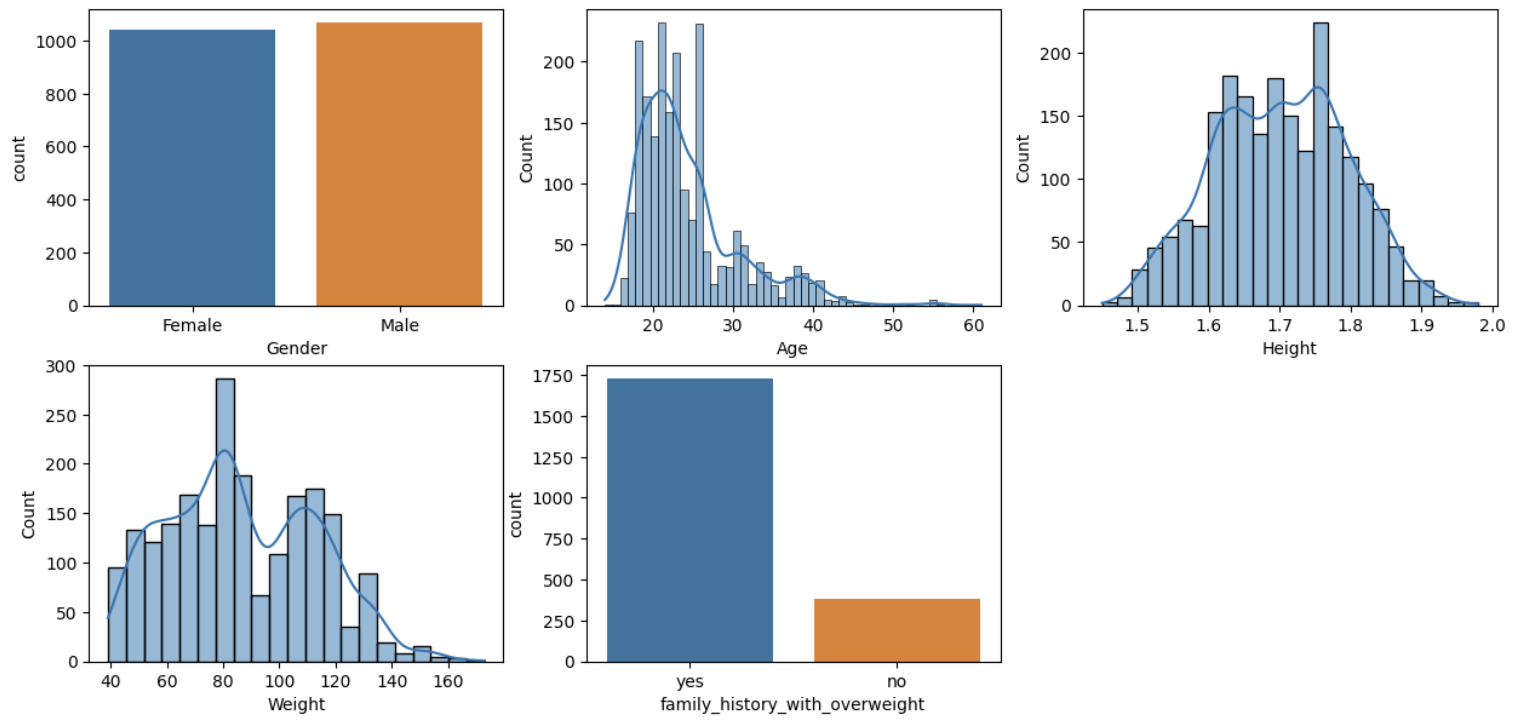 count
1000
800
600
400
200
0
Female Male
Gender
Count
200
150
100
50
0
20 30 40 50 60
Age
Count
200
150
100
50
0
1.5 1.6 1.7 1.8 1.9 2.0
Height
Count
300
250
200
150
100
50
0
40 60 80 100 120 140 160
Weight
count
1750
1500
1250
1000
750
500
250
0
yes no
family_history_with_overweight